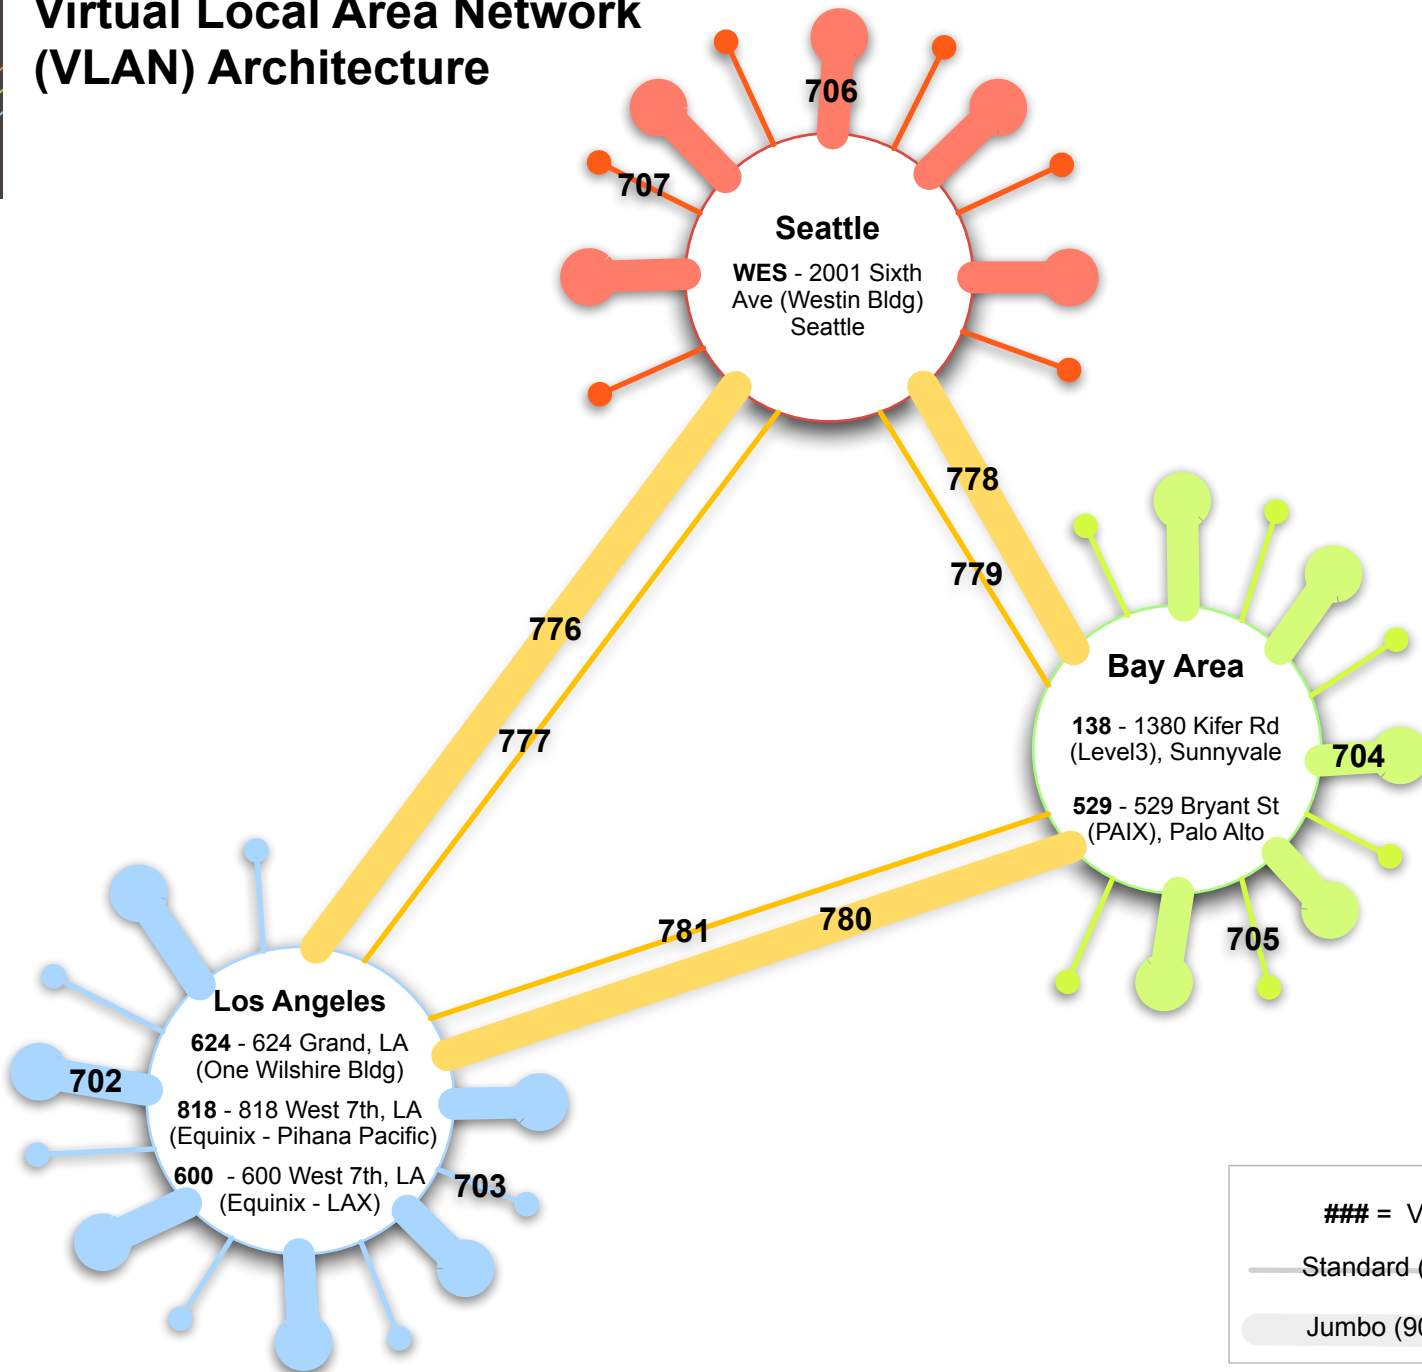 Virtual Local Area Network
(VLAN) Architecture
706
707
Seattle
WES - 2001 Sixth
Ave (Westin Bldg)
Seattle
778
779
776
777
Bay Area
138 - 1380 Kifer Rd
(Level3), Sunnyvale
529 - 529 Bryant St
(PAIX), Palo Alto
704
705
781
780
Los Angeles
624 - 624 Grand, LA
(One Wilshire Bldg)
818 - 818 West 7th, LA
(Equinix - Pihana Pacific)
600 - 600 West 7th, LA
(Equinix - LAX)
702
703
### = V
Standard (
Jumbo (90